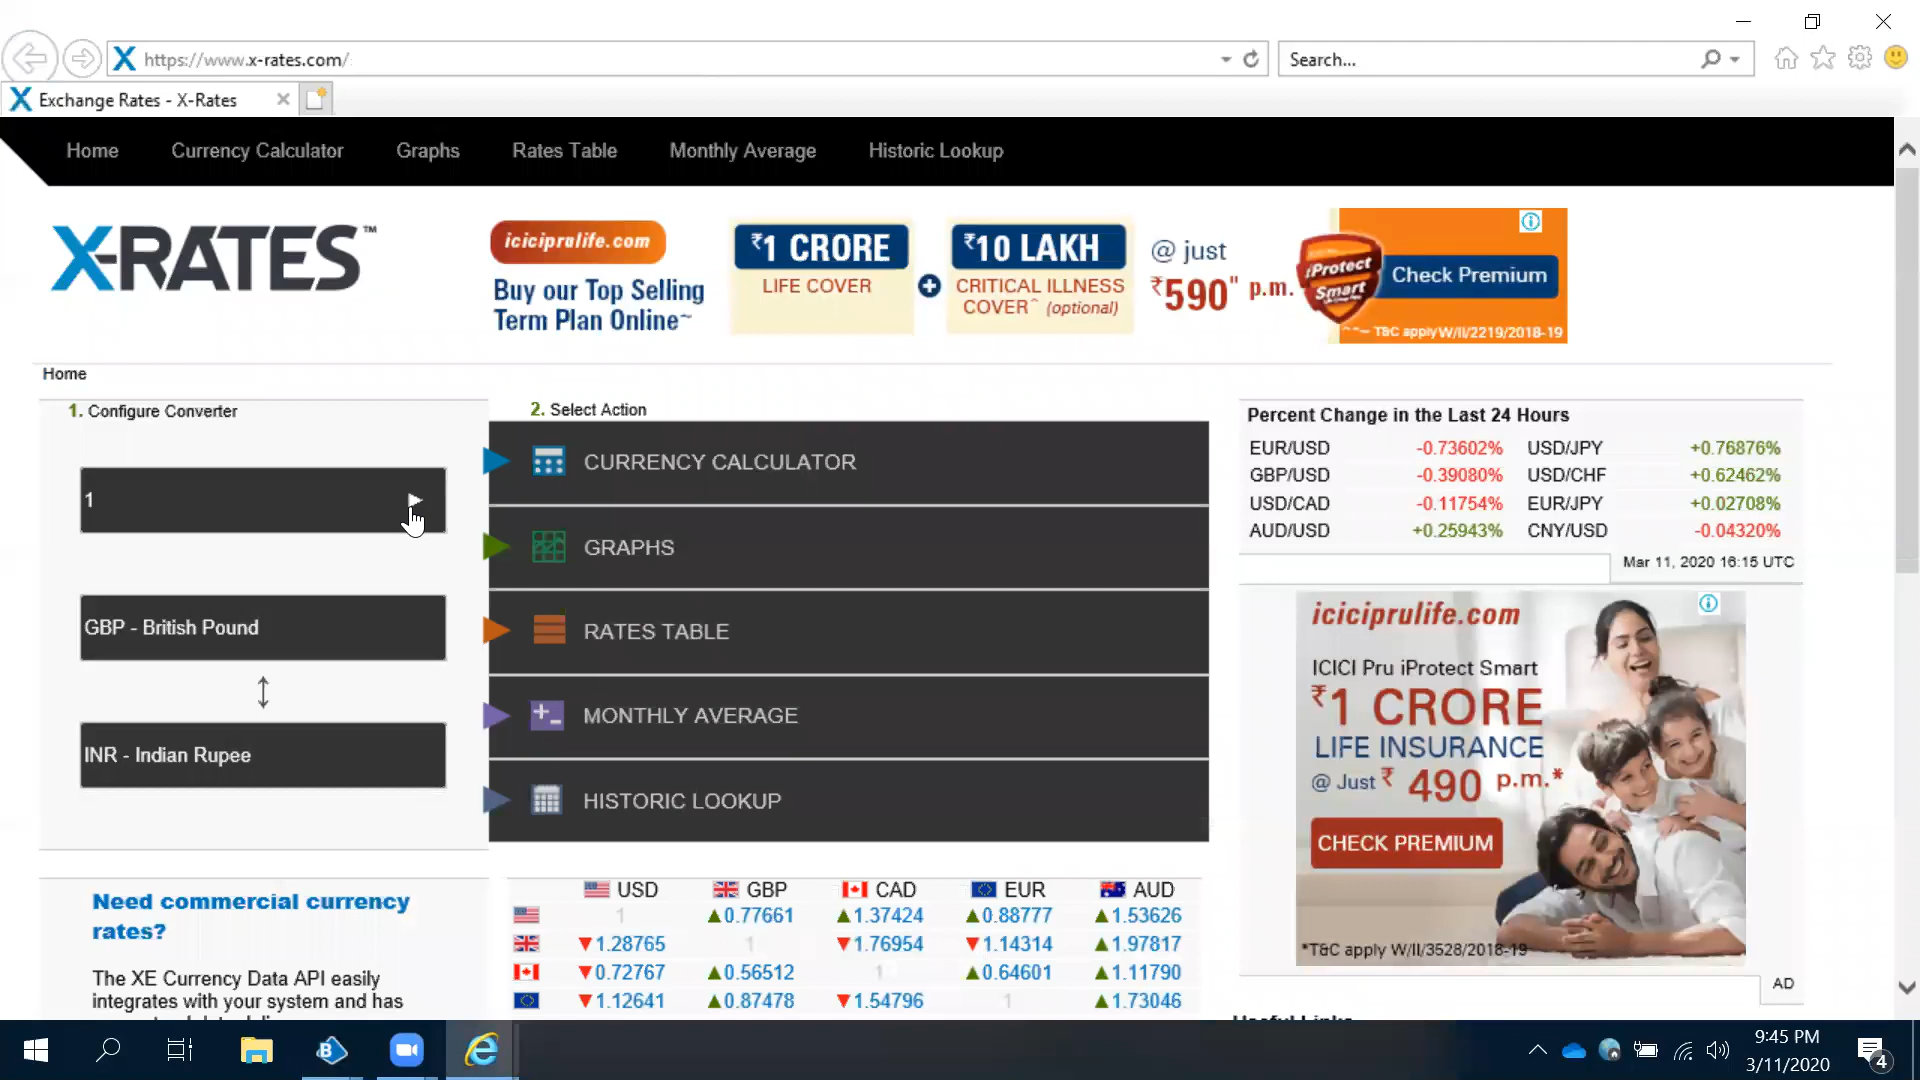 https://www.x-rates.com/
Search...
Exchange Rates - X-Rates
Home Currency Calculator Graphs Rates Table Monthly Average Historic Lookup
X-RATES™
iciciprulife.com
Buy our Top Selling
Term Plan Online~
₹1 CRORE
LIFE COVER
₹10 LAKH
CRITICAL ILLNESS
COVER^ (optional)
@ just
₹590" p.m.
iProtect
Smart
Check Premium
T&C apply W/II/2219/2018-19
Home
1. Configure Converter
1
GBP - British Pound
INR - Indian Rupee
2. Select Action
CURRENCY CALCULATOR
GRAPHS
RATES TABLE
MONTHLY AVERAGE
HISTORIC LOOKUP
Percent Change in the Last 24 Hours
EUR/USD -0.73602% USD/JPY +0.76876%
GBP/USD -0.39080% USD/CHF +0.62462%
USD/CAD -0.11754% EUR/JPY +0.02708%
AUD/USD +0.25943% CNY/USD -0.04320%
Mar 11, 2020 16:15 UTC
iciciprulife.com
ICICI Pru iProtect Smart
₹1 CRORE
LIFE INSURANCE
@ Just ₹ 490 p.m.*
CHECK PREMIUM
*T&C apply W/II/3528/2018-19
AD
Need commercial currency
rates?
The XE Currency Data API easily
integrates with your system and has
USD GBP CAD EUR AUD
1 ▲0.77661 ▲1.37424 ▲0.88777 ▲1.53626
▼1.28765 1 ▼1.76954 ▼1.14314 ▲1.97817
▼0.72767 ▲0.56512 1 ▲0.64601 ▲1.11790
▼1.12641 ▲0.87478 ▼1.54796 1 ▲1.73046
Useful Links
9:45 PM
3/11/2020
4